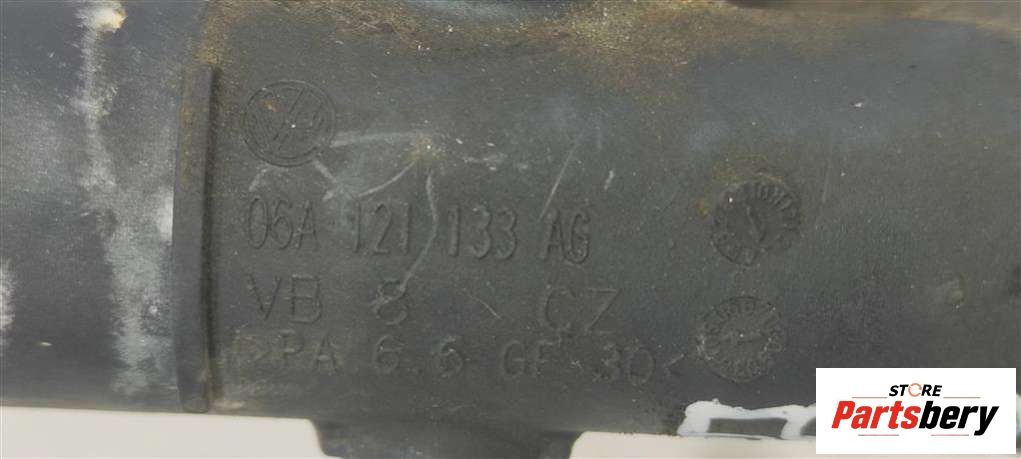 06A 121 133 AG
VB 8 CZ
>PA 6.6 GF 30<
STORE
Partsbery